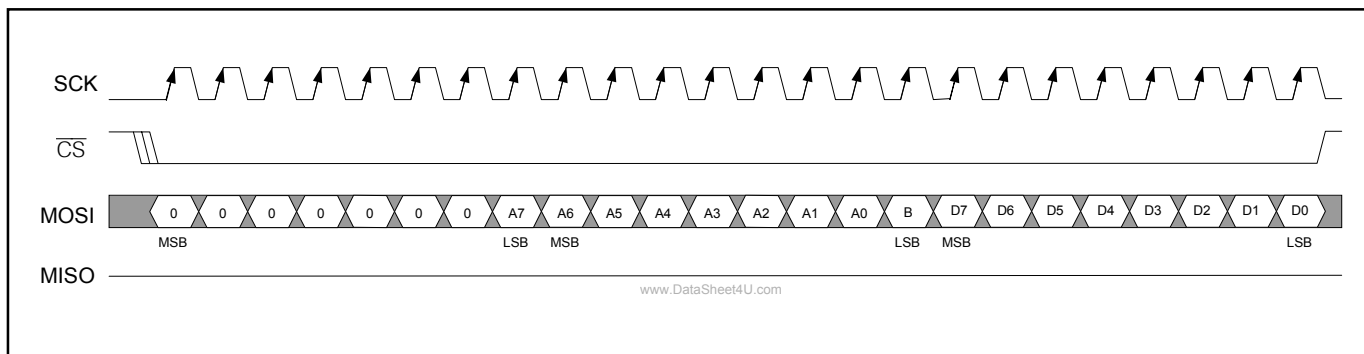 SCK
CS
MOSI 0 0 0 0 0 0 0 A7 A6 A5 A4 A3 A2 A1 A0 B D7 D6 D5 D4 D3 D2 D1 D0
MSB LSB MSB LSB MSB LSB
MISO
www.DataSheet4U.com